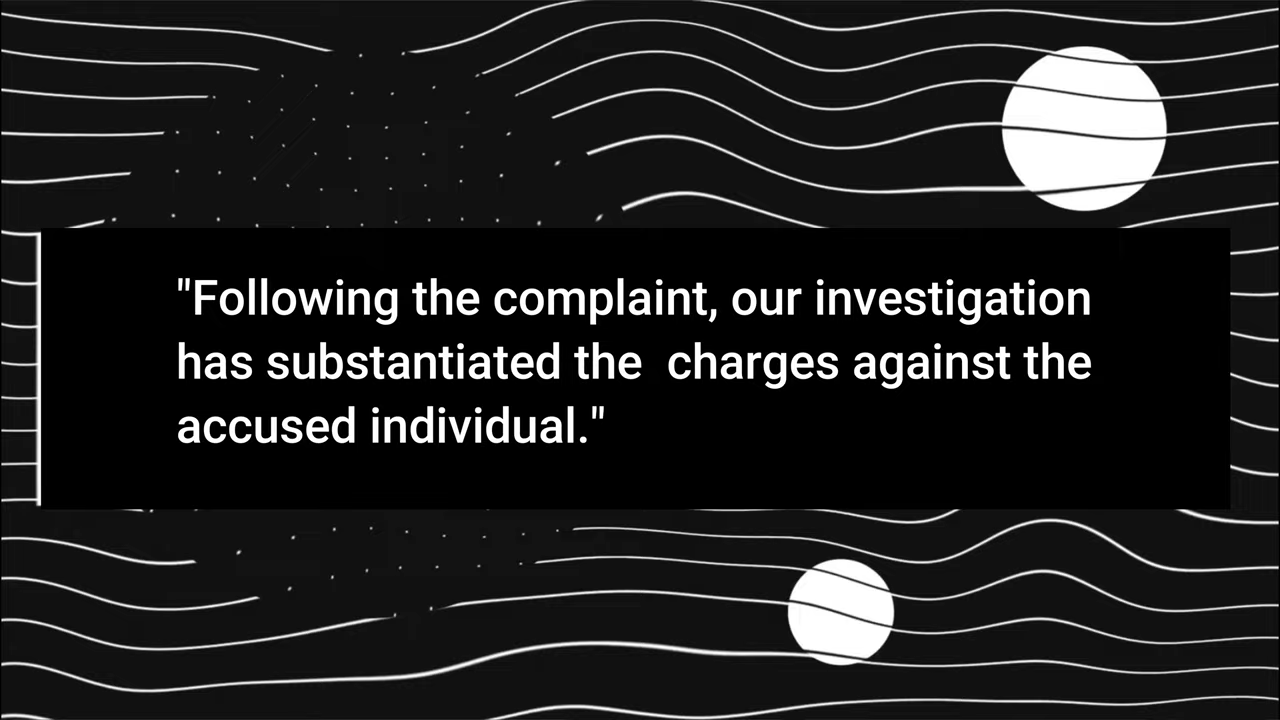 "Following the complaint, our investigation
has substantiated the  charges against the
accused individual."